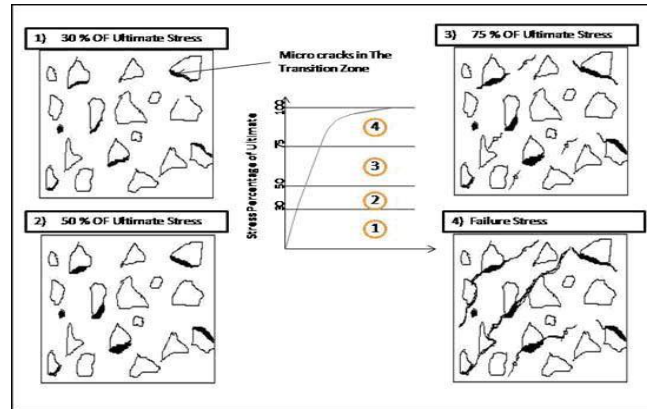 1) 30 % OF Ultimate Stress
Micro cracks in The
Transition Zone
3) 75 % OF Ultimate Stress
Stress Percentage of Ultimate
100
75
50
30
4
3
2
1
2) 50 % OF Ultimate Stress
4) Failure Stress